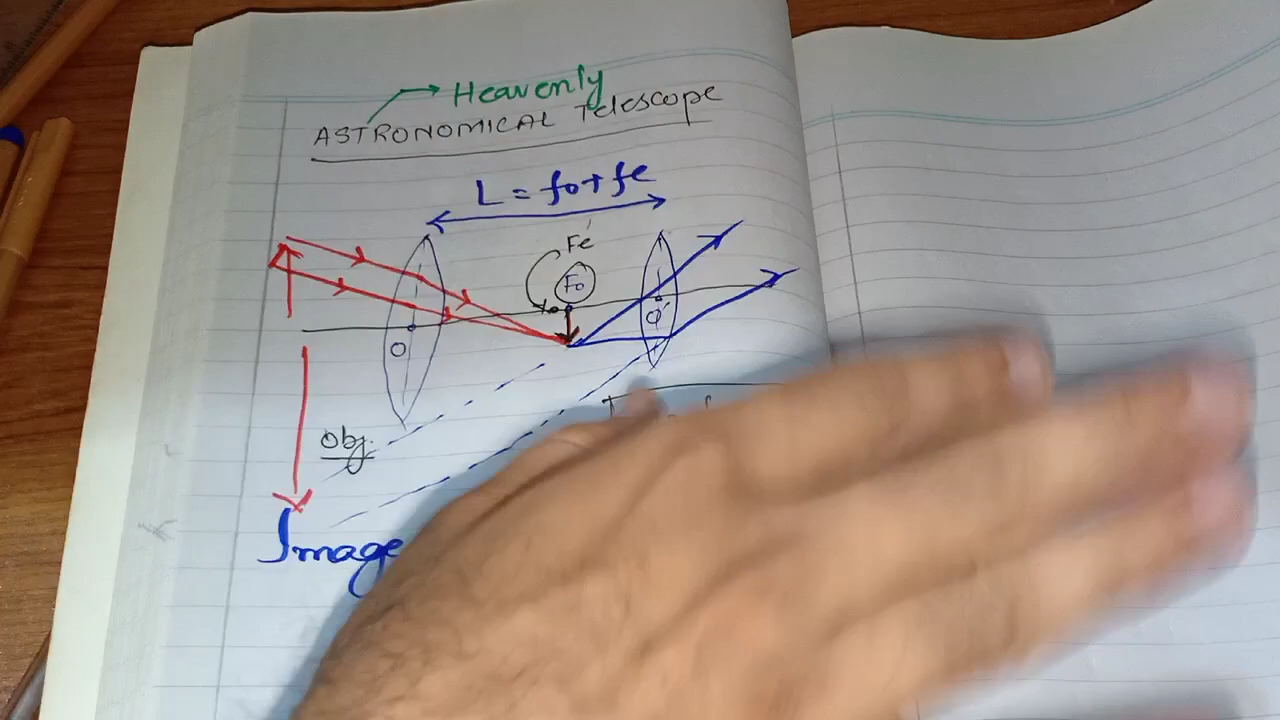 Heavenly
ASTRONOMICAL Telescope
L = fo + fe
Fe'
Fo
O
O'
Obj.
Image